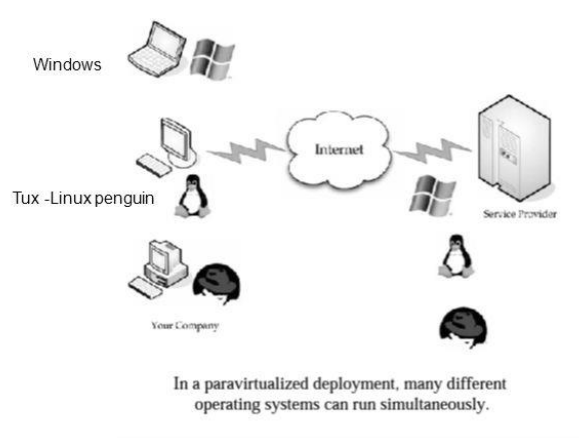 Windows
Internet
Tux -Linux penguin
Service Provider
Your Company
In a paravirtualized deployment, many different
operating systems can run simultaneously.